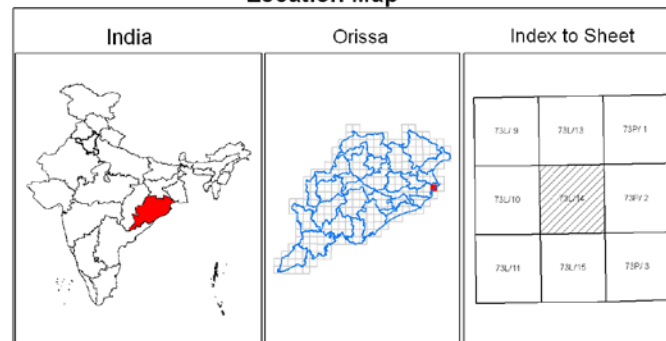 Location Map
India
Orissa
Index to Sheet
73L/ 9
73L/ 13
73P/ 1
73L/10
73L/14
73P/ 2
73L/11
73L/ 15
73P/ 3